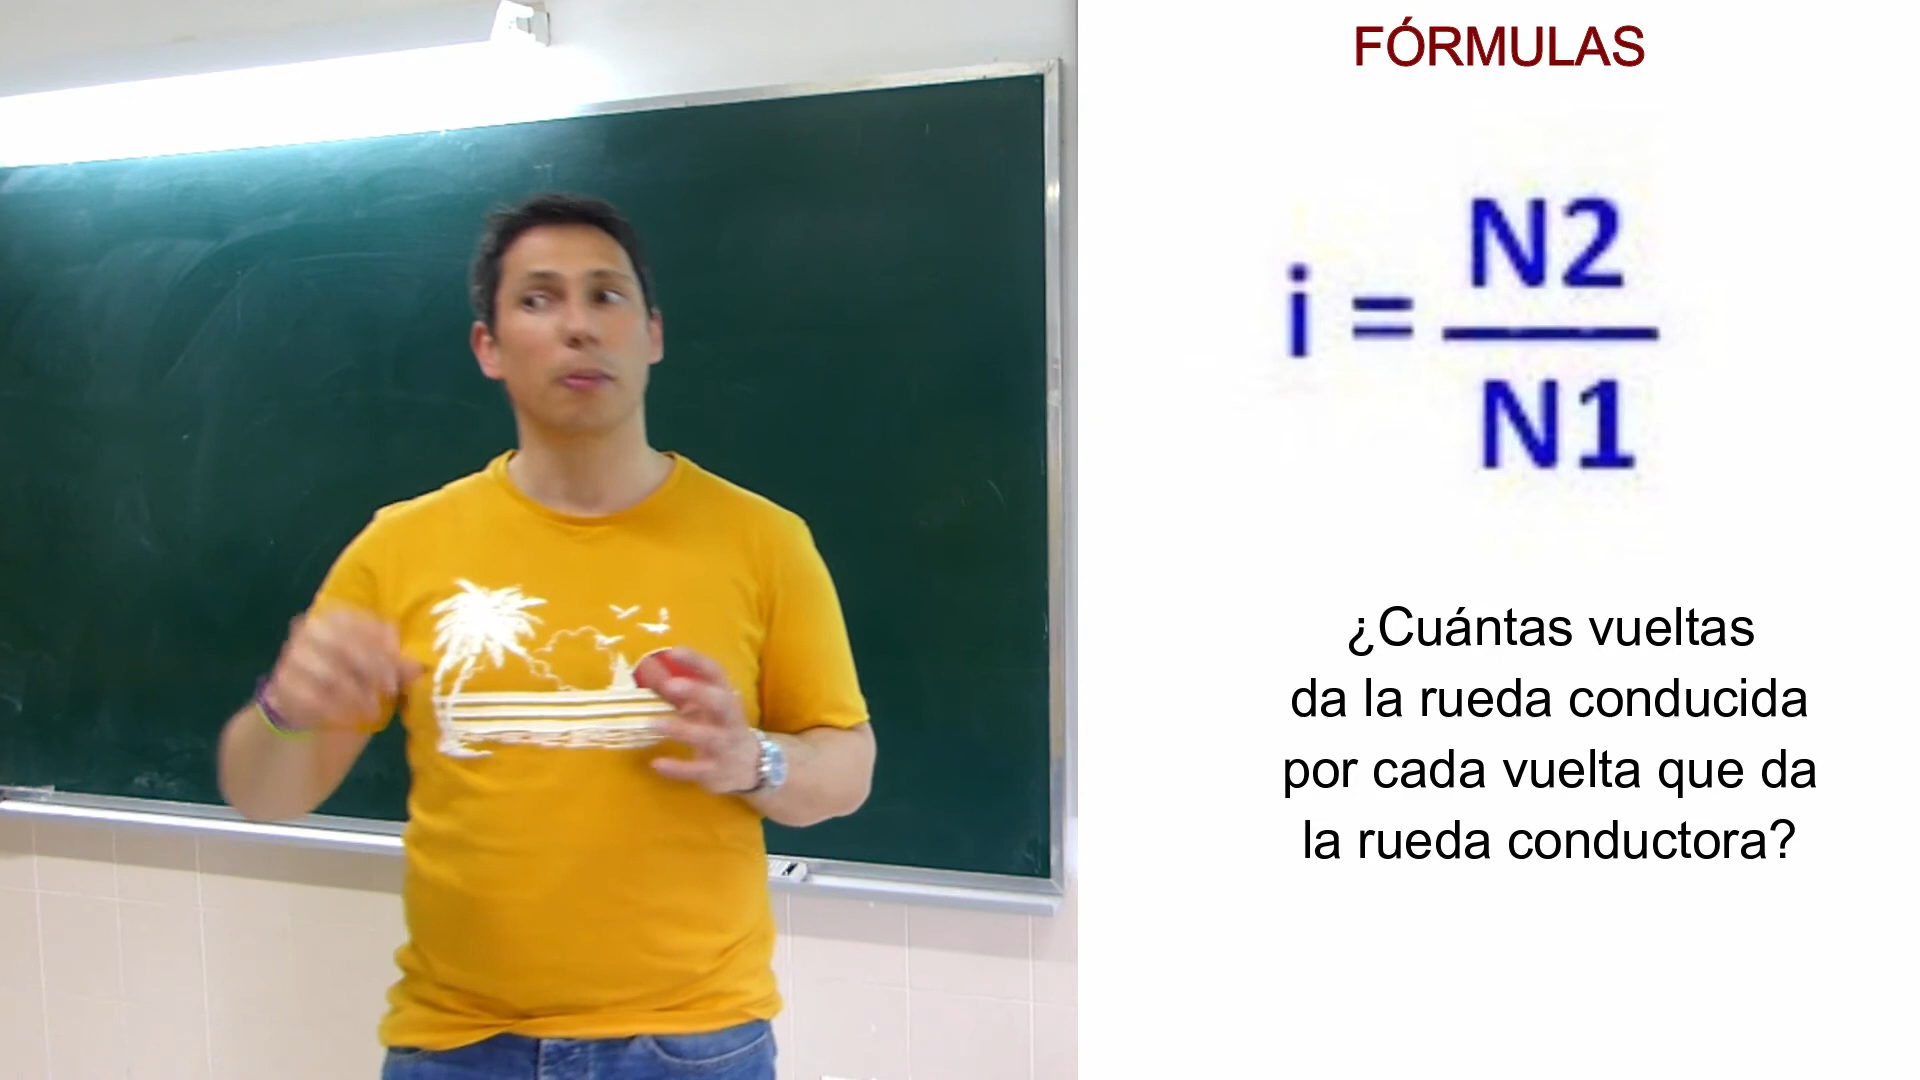 FÓRMULAS
i = N2
N1
¿Cuántas vueltas
da la rueda conducida
por cada vuelta que da
la rueda conductora?